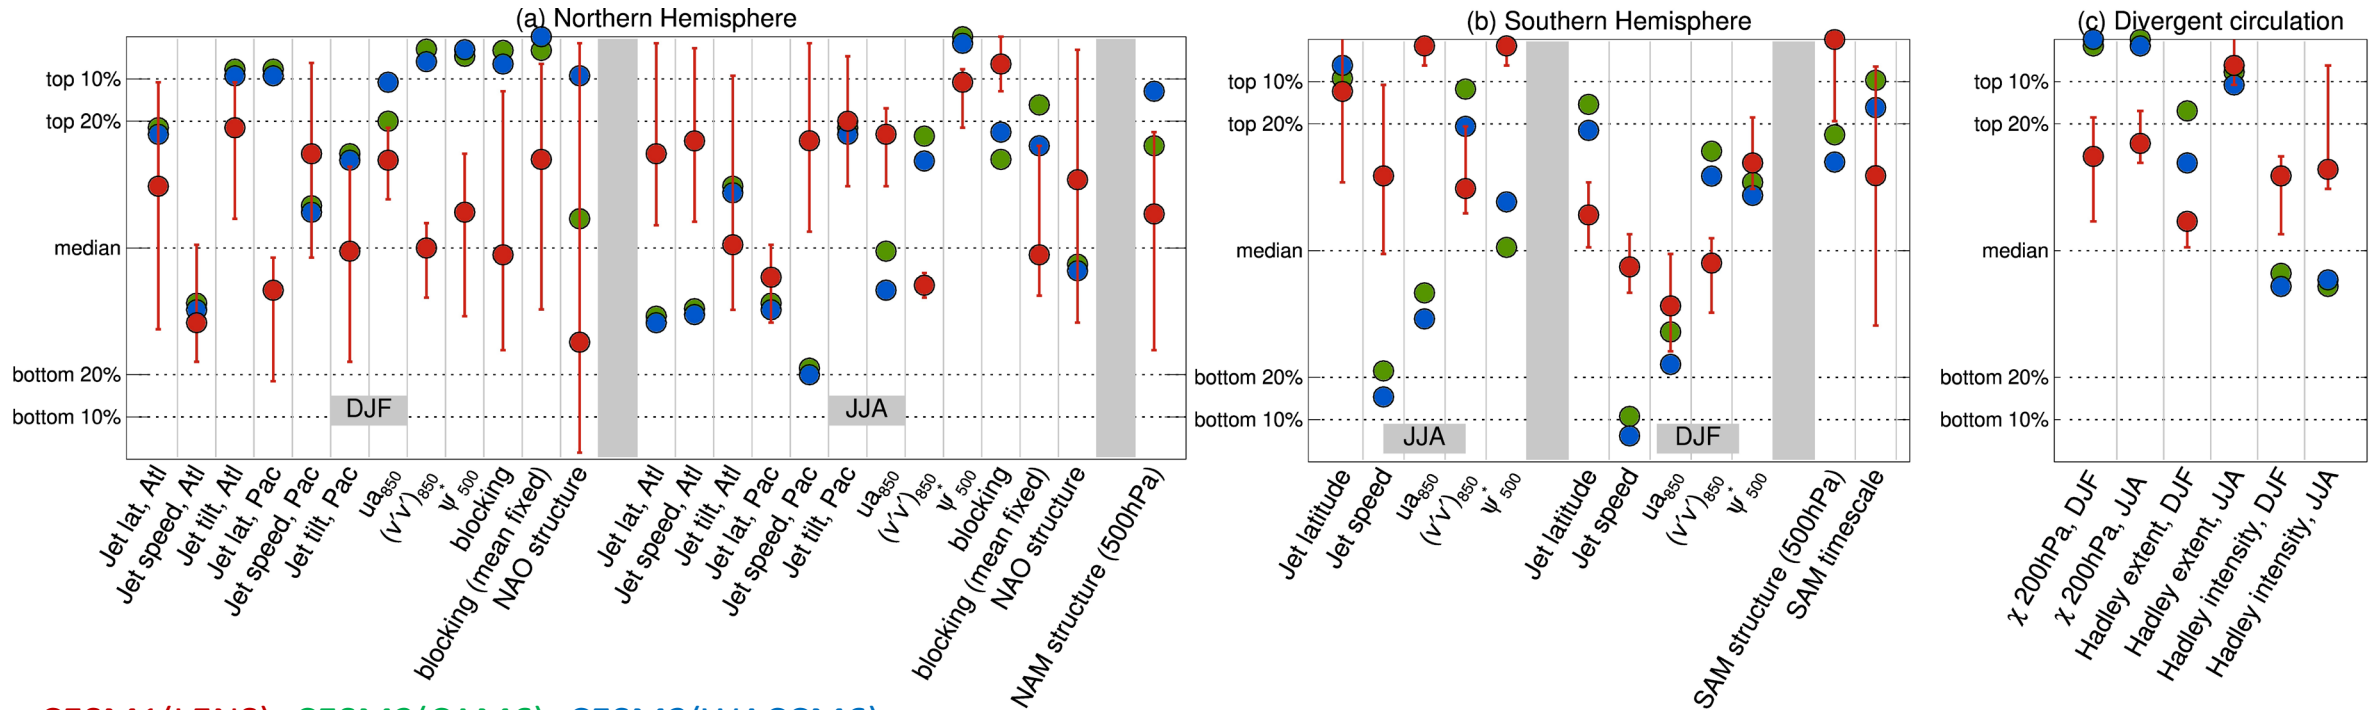 (a) Northern Hemisphere
top 10%
top 20%
median
bottom 20%
bottom 10%
DJF
JJA
Jet lat, Atl
Jet speed, Atl
Jet tilt, Atl
Jet lat, Pac
Jet speed, Pac
Jet tilt, Pac
ua850
(v'v')850
ψ*500
blocking
blocking (mean fixed)
NAO structure
Jet lat, Atl
Jet speed, Atl
Jet tilt, Atl
Jet lat, Pac
Jet speed, Pac
Jet tilt, Pac
ua850
(v'v')850
ψ*500
blocking
blocking (mean fixed)
NAO structure
NAM structure (500hPa)
(b) Southern Hemisphere
top 10%
top 20%
median
bottom 20%
bottom 10%
JJA
DJF
Jet latitude
Jet speed
ua850
(v'v')850
ψ*500
Jet latitude
Jet speed
ua850
(v'v')850
ψ*500
SAM structure (500hPa)
SAM timescale
(c) Divergent circulation
top 10%
top 20%
median
bottom 20%
bottom 10%
χ 200hPa, DJF
χ 200hPa, JJA
Hadley extent, DJF
Hadley extent, JJA
Hadley intensity, DJF
Hadley intensity, JJA